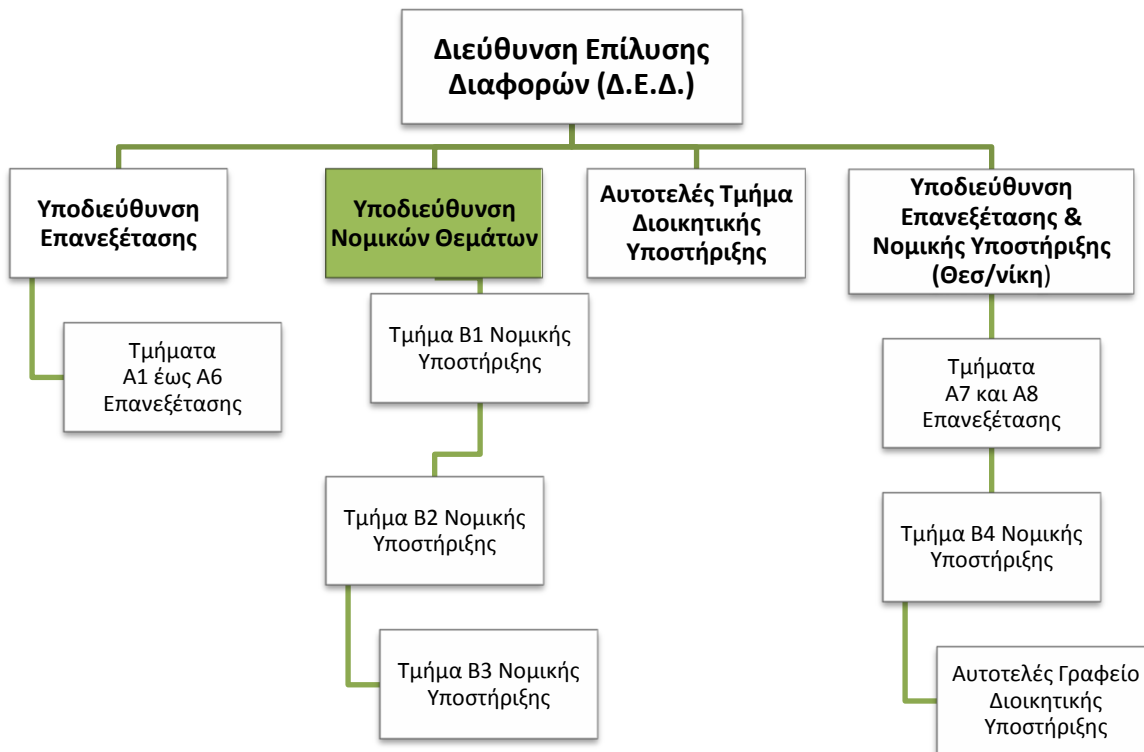 Διεύθυνση Επίλυσης
Διαφορών (Δ.Ε.Δ.)
Υποδιεύθυνση
Επανεξέτασης
Τμήματα
Α1 έως Α6
Επανεξέτασης
Υποδιεύθυνση
Νομικών Θεμάτων
Τμήμα Β1 Νομικής
Υποστήριξης
Τμήμα Β2 Νομικής
Υποστήριξης
Τμήμα Β3 Νομικής
Υποστήριξης
Αυτοτελές Τμήμα
Διοικητικής
Υποστήριξης
Υποδιεύθυνση
Επανεξέτασης &
Νομικής Υποστήριξης
(Θεσ/νίκη)
Τμήματα
Α7 και Α8
Επανεξέτασης
Τμήμα Β4 Νομικής
Υποστήριξης
Αυτοτελές Γραφείο
Διοικητικής
Υποστήριξης